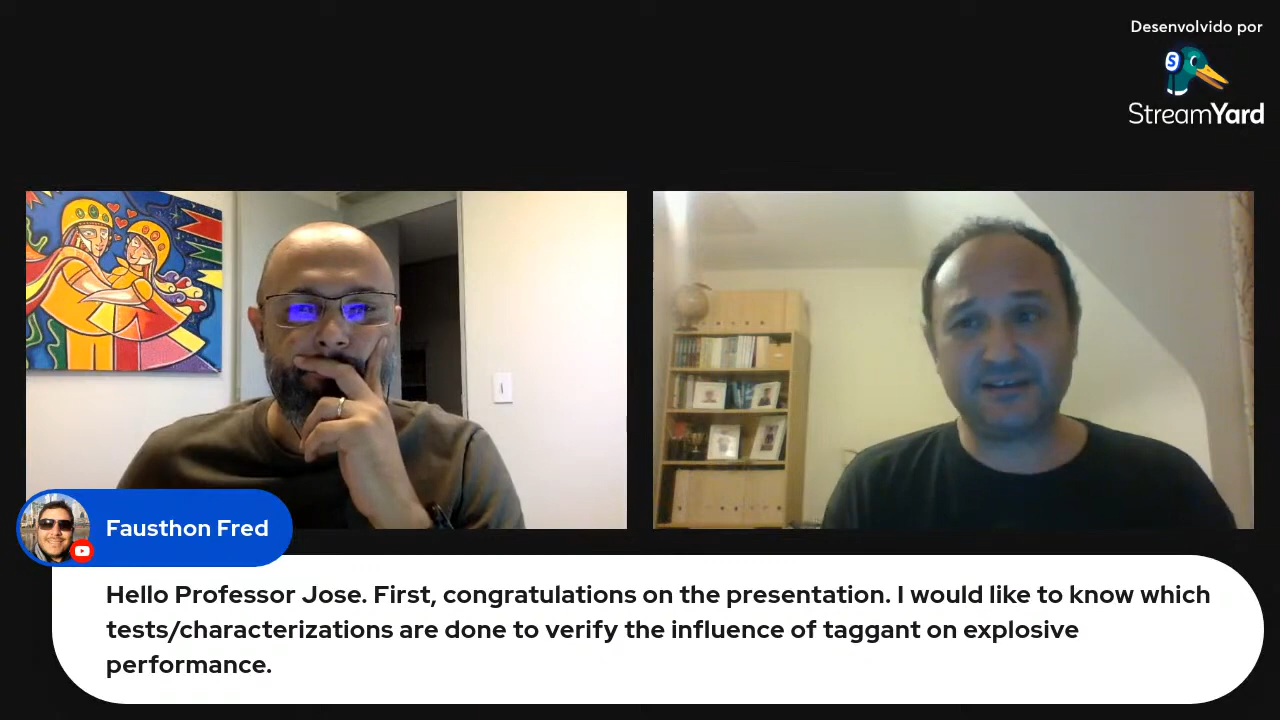 Desenvolvido por
S
StreamYard
Fausthon Fred
Hello Professor Jose. First, congratulations on the presentation. I would like to know which
tests/characterizations are done to verify the influence of taggant on explosive
performance.